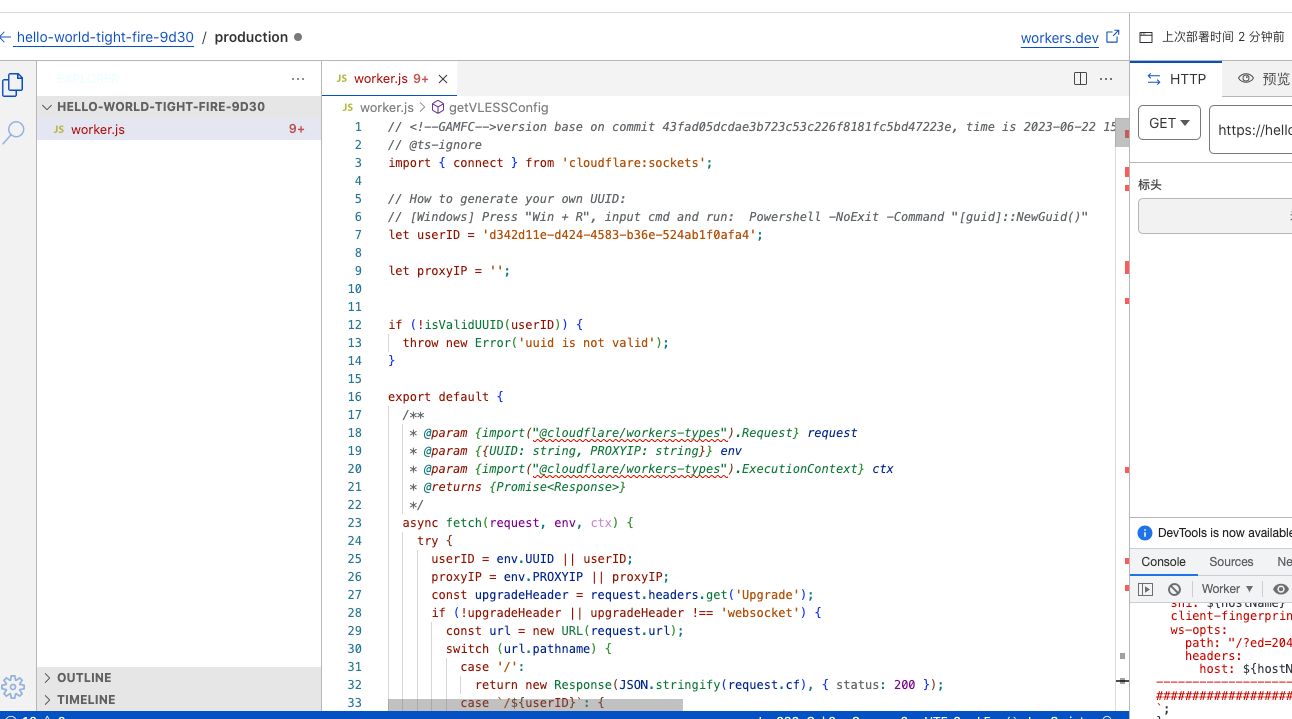 hello-world-tight-fire-9d30 / production
workers.dev
上次部署时间 2 分钟前
EXPLORER
HELLO-WORLD-TIGHT-FIRE-9D30
JS worker.js 9+
JS worker.js 9+
JS worker.js > getVLESSConfig
1 // <!--GAMFC-->version base on commit 43fad05dcdae3b723c53c226f8181fc5bd47223e, time is 2023-06-22 15
2 // @ts-ignore
3 import { connect } from 'cloudflare:sockets';
4
5 // How to generate your own UUID:
6 // [Windows] Press "Win + R", input cmd and run:  Powershell -NoExit -Command "[guid]::NewGuid()"
7 let userID = 'd342d11e-d424-4583-b36e-524ab1f0afa4';
8
9 let proxyIP = '';
10
11
12 if (!isValidUUID(userID)) {
13 throw new Error('uuid is not valid');
14 }
15
16 export default {
17 /**
18 * @param {import("@cloudflare/workers-types").Request} request
19 * @param {{UUID: string, PROXYIP: string}} env
20 * @param {import("@cloudflare/workers-types").ExecutionContext} ctx
21 * @returns {Promise<Response>}
22 */
23 async fetch(request, env, ctx) {
24 try {
25 userID = env.UUID || userID;
26 proxyIP = env.PROXYIP || proxyIP;
27 const upgradeHeader = request.headers.get('Upgrade');
28 if (!upgradeHeader || upgradeHeader !== 'websocket') {
29 const url = new URL(request.url);
30 switch (url.pathname) {
31 case '/':
32 return new Response(JSON.stringify(request.cf), { status: 200 });
33 case `/${userID}`: {
OUTLINE
TIMELINE
HTTP
预览
GET
https://hello
标头
DevTools is now available
Console Sources Ne
Worker
sni: ${hostName}
client-fingerprin
ws-opts:
path: "/?ed=204
headers:
host: ${hostN
---------------------
#####################
`;